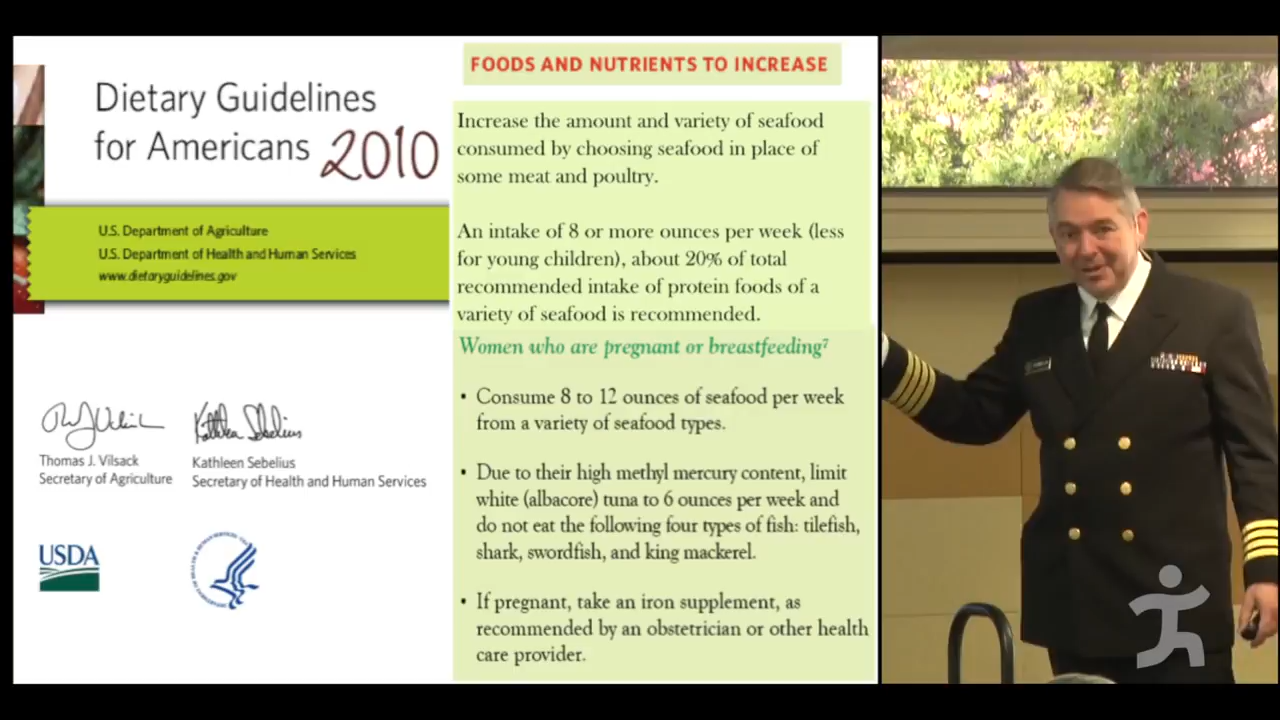 Dietary Guidelines
for Americans 2010
U.S. Department of Agriculture
U.S. Department of Health and Human Services
www.dietaryguidelines.gov
Thomas J. Vilsack
Secretary of Agriculture
Kathleen Sebelius
Secretary of Health and Human Services
USDA
FOODS AND NUTRIENTS TO INCREASE
Increase the amount and variety of seafood
consumed by choosing seafood in place of
some meat and poultry.
An intake of 8 or more ounces per week (less
for young children), about 20% of total
recommended intake of protein foods of a
variety of seafood is recommended.
Women who are pregnant or breastfeeding⁷
• Consume 8 to 12 ounces of seafood per week
from a variety of seafood types.
• Due to their high methyl mercury content, limit
white (albacore) tuna to 6 ounces per week and
do not eat the following four types of fish: tilefish,
shark, swordfish, and king mackerel.
• If pregnant, take an iron supplement, as
recommended by an obstetrician or other health
care provider.